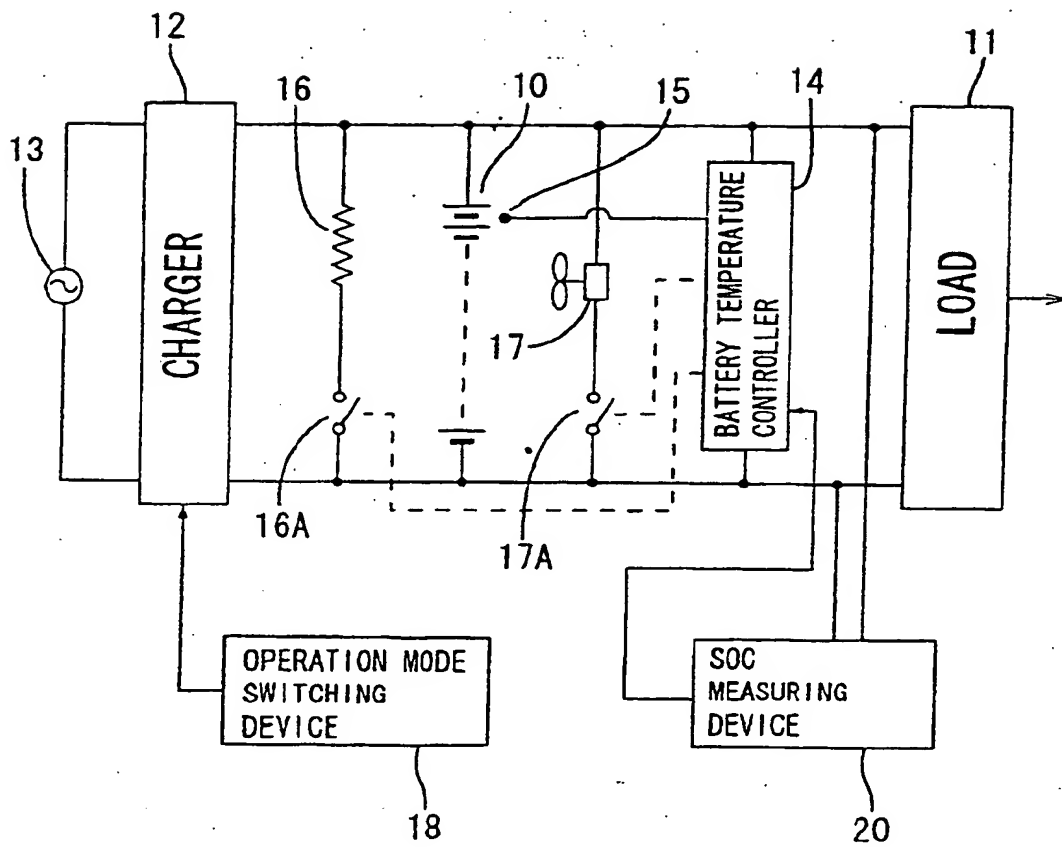 12
10
15
11
13
16
14
CHARGER
BATTERY TEMPERATURE
CONTROLLER
LOAD
17
16A
17A
OPERATION MODE
SWITCHING
DEVICE
SOC
MEASURING
DEVICE
18
20